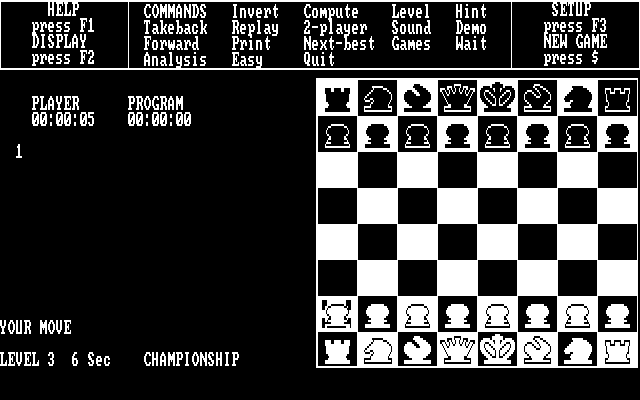 HELP
press F1
DISPLAY
press F2
COMMANDS Invert Compute Level Hint
Takeback Replay 2-player Sound Demo
Forward Print Next-best Games Wait
Analysis Easy Quit
SETUP
press F3
NEW GAME
press $
PLAYER PROGRAM
00:00:05 00:00:00
1
YOUR MOVE
LEVEL 3 6 Sec CHAMPIONSHIP